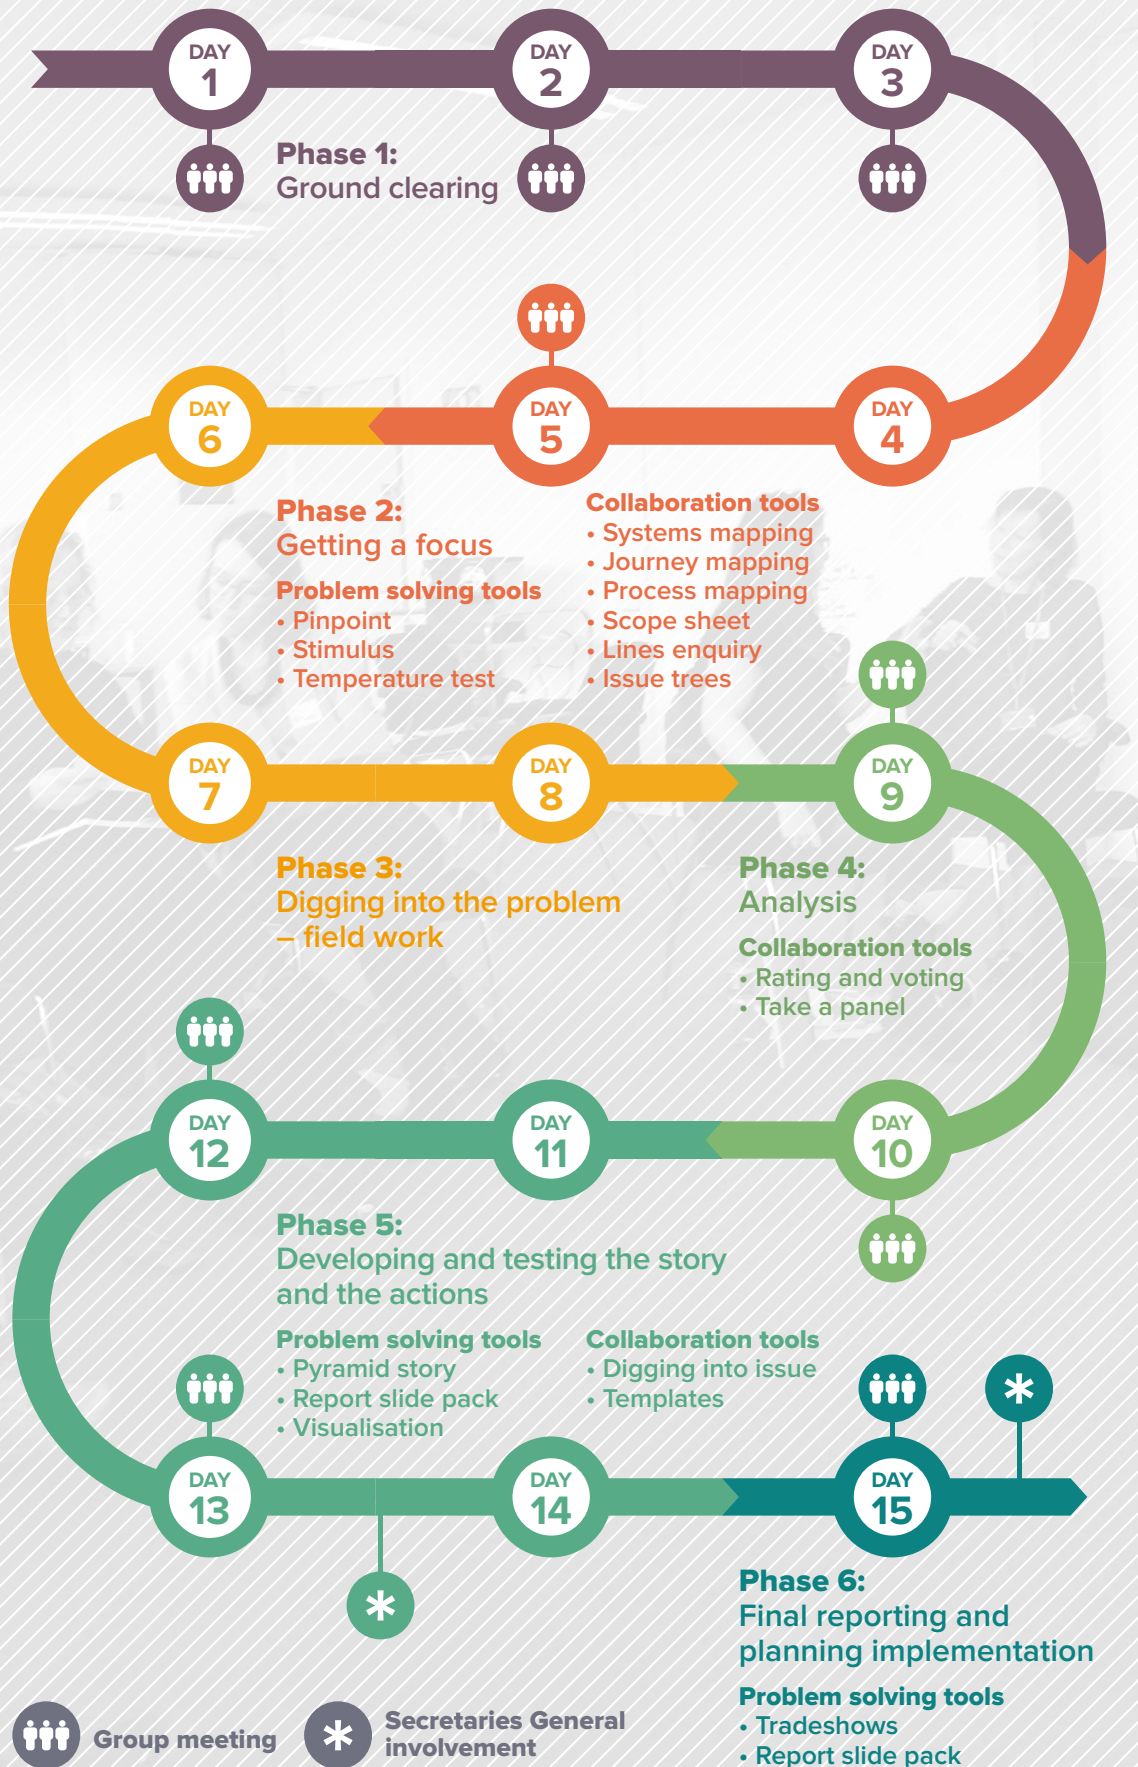 DAY
1
DAY
2
DAY
3
Phase 1:
Ground clearing
DAY
6
DAY
5
DAY
4
Phase 2:
Getting a focus
Problem solving tools
• Pinpoint
• Stimulus
• Temperature test
Collaboration tools
• Systems mapping
• Journey mapping
• Process mapping
• Scope sheet
• Lines enquiry
• Issue trees
DAY
7
DAY
8
DAY
9
Phase 3:
Digging into the problem
– field work
Phase 4:
Analysis
Collaboration tools
• Rating and voting
• Take a panel
DAY
12
DAY
11
DAY
10
Phase 5:
Developing and testing the story
and the actions
Problem solving tools
• Pyramid story
• Report slide pack
• Visualisation
Collaboration tools
• Digging into issue
• Templates
DAY
13
DAY
14
DAY
15
Phase 6:
Final reporting and
planning implementation
Problem solving tools
• Tradeshows
• Report slide pack
Group meeting
Secretaries General
involvement